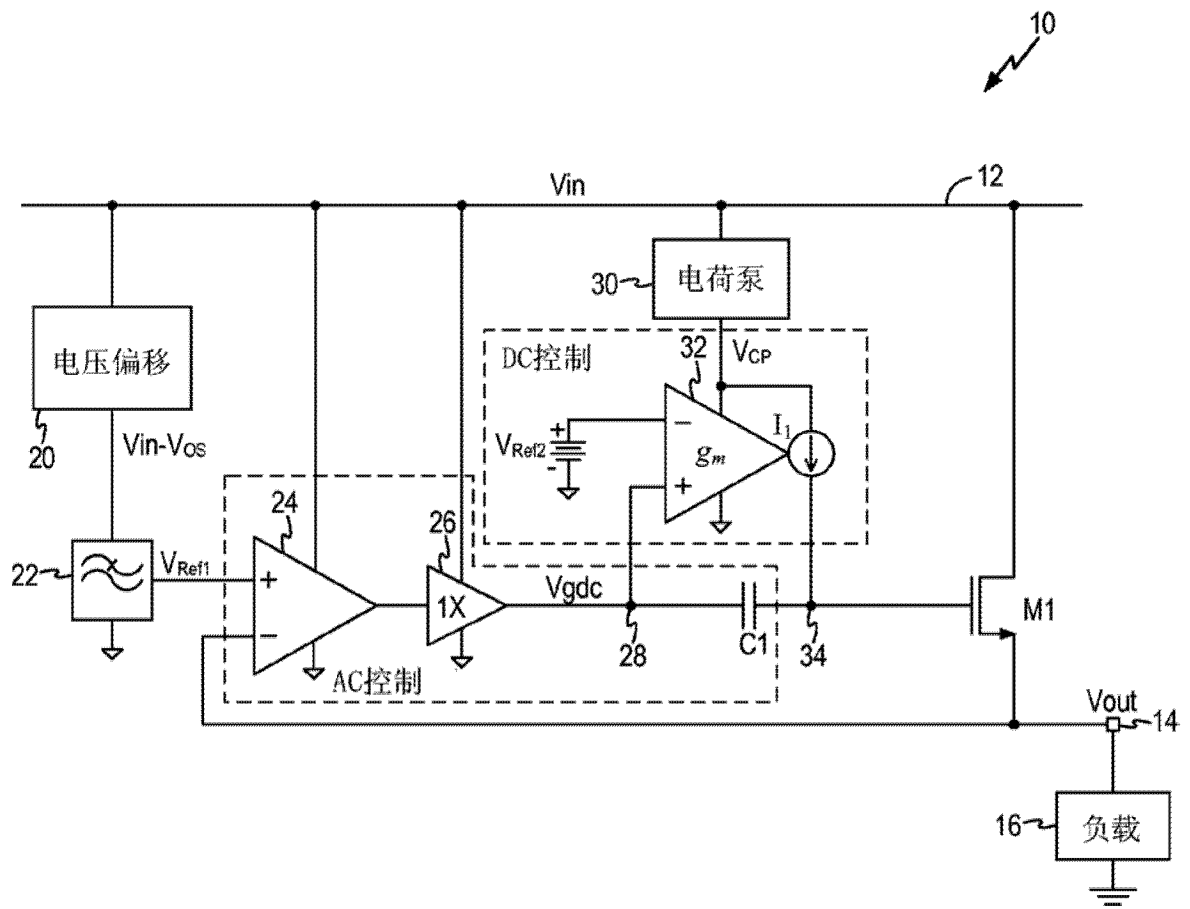 10
Vin
12
电荷泵
30
电压偏移
20
Vin-VOS
DC控制
VCP
32
VRef2
+
-
−
gm
+
I1
24
26
22
VRef1
+
−
1X
Vgdc
28
C1
34
M1
AC控制
Vout
14
16
负载